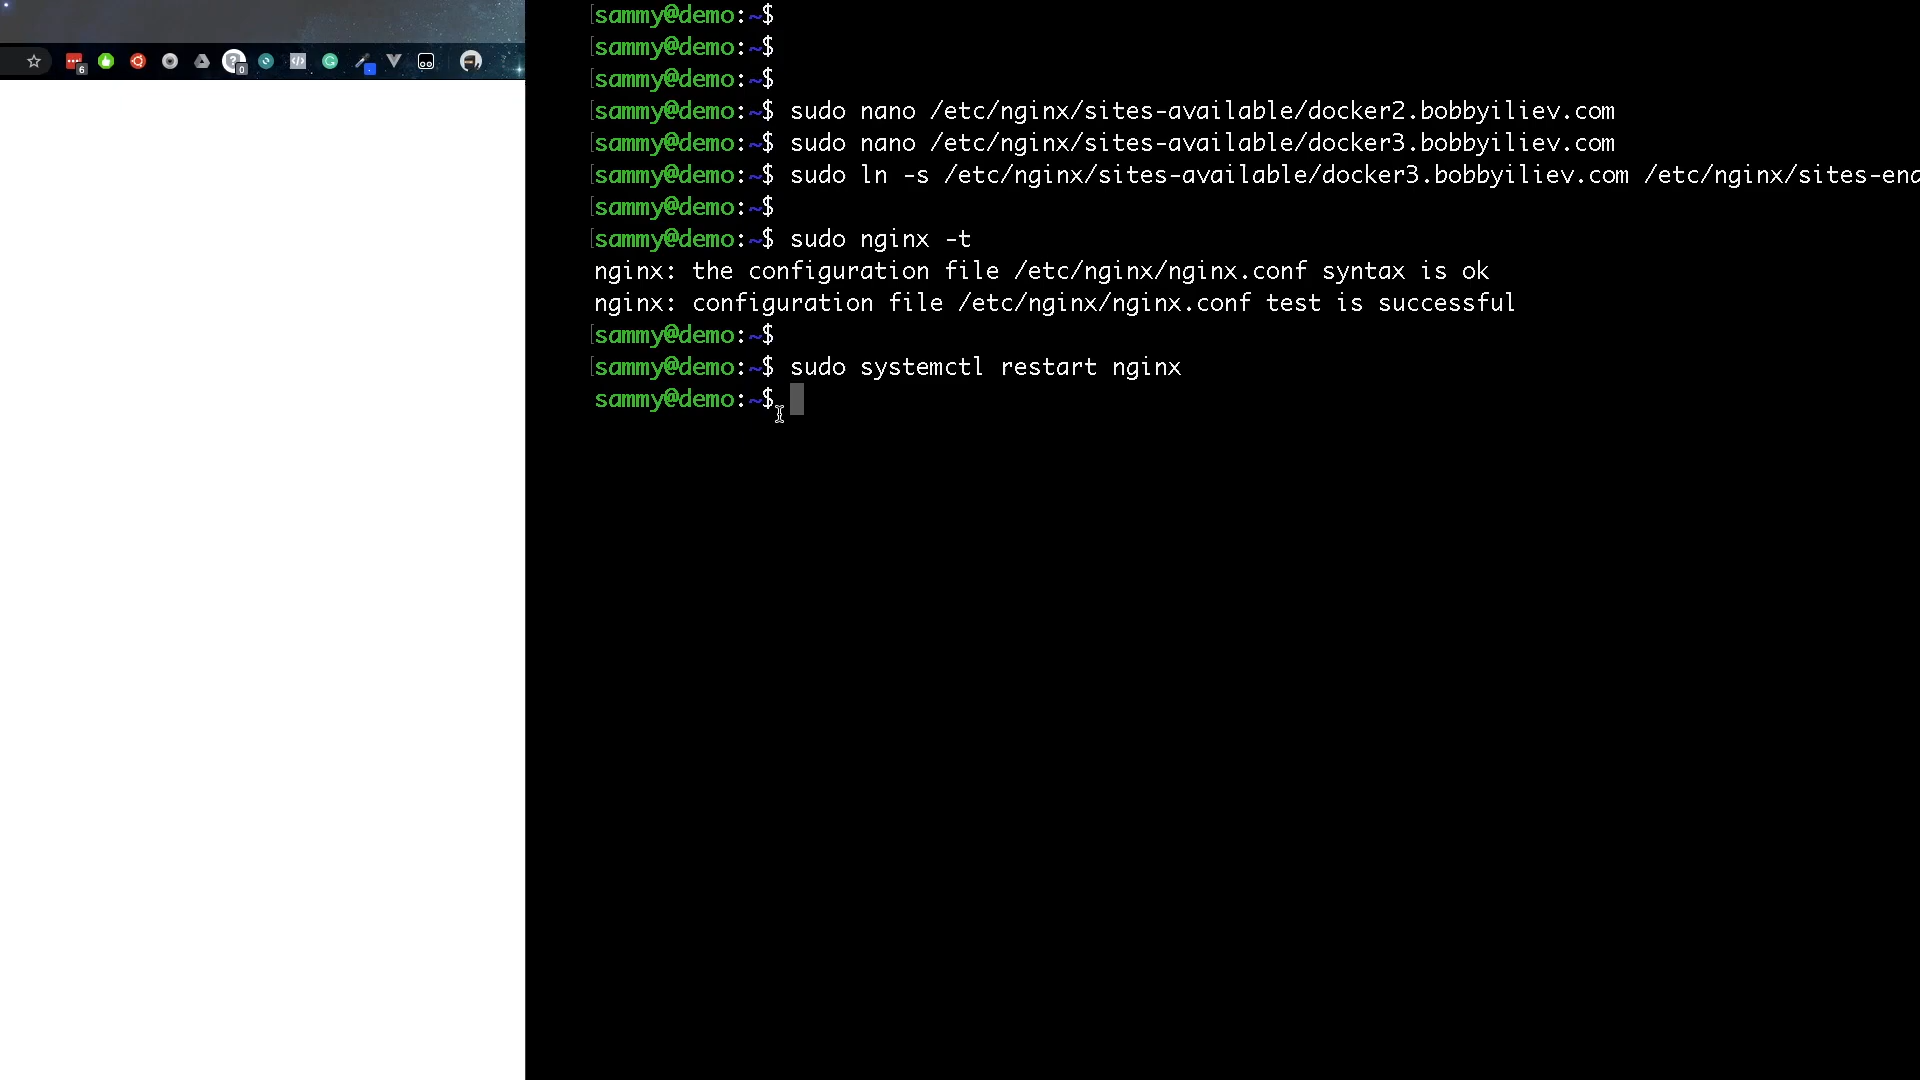 sammy@demo:~$
sammy@demo:~$
sammy@demo:~$
sammy@demo:~$ sudo nano /etc/nginx/sites-available/docker2.bobbyiliev.com
sammy@demo:~$ sudo nano /etc/nginx/sites-available/docker3.bobbyiliev.com
sammy@demo:~$ sudo ln -s /etc/nginx/sites-available/docker3.bobbyiliev.com /etc/nginx/sites-ena
sammy@demo:~$
sammy@demo:~$ sudo nginx -t
nginx: the configuration file /etc/nginx/nginx.conf syntax is ok
nginx: configuration file /etc/nginx/nginx.conf test is successful
sammy@demo:~$
sammy@demo:~$ sudo systemctl restart nginx
sammy@demo:~$
6
0